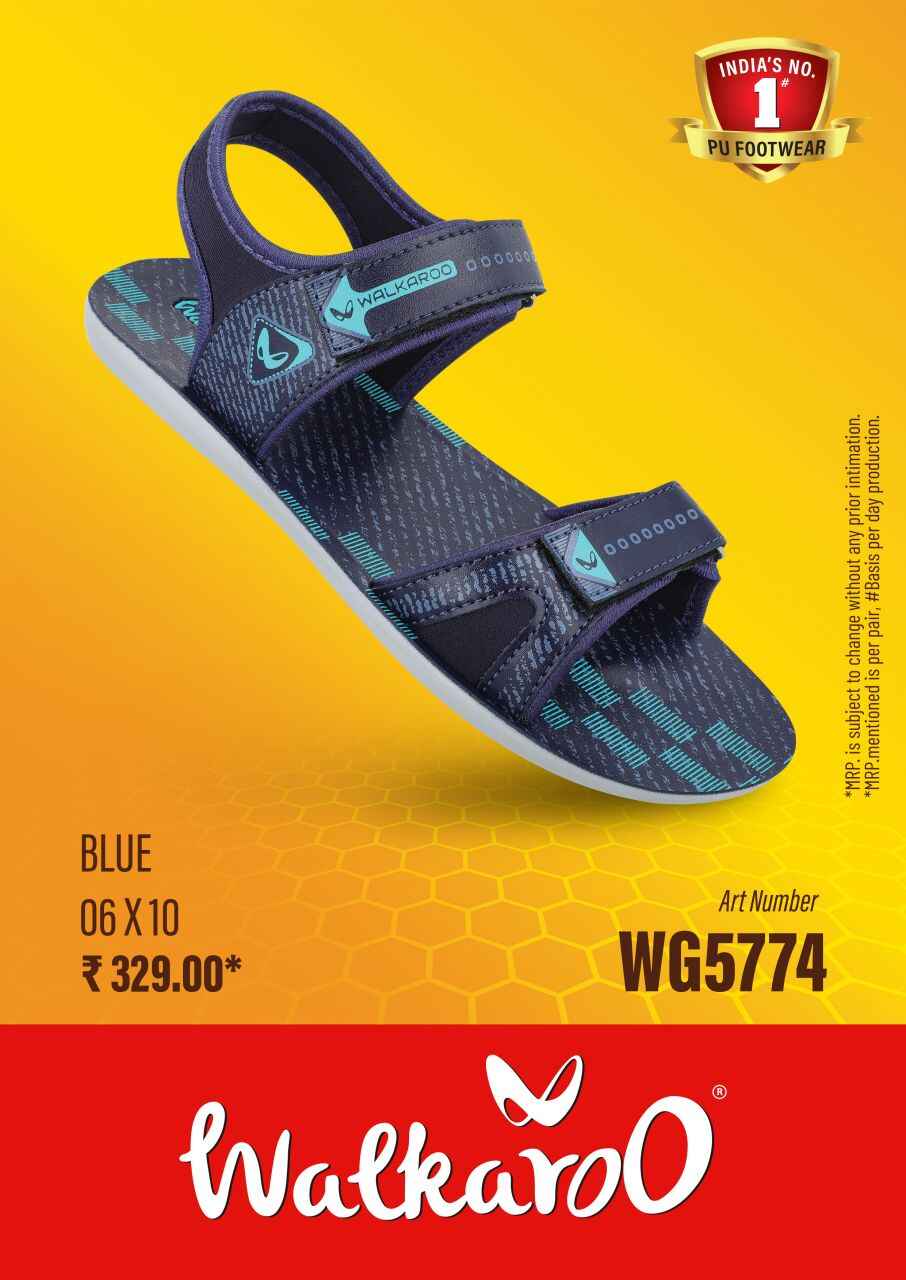 INDIA'S NO.
1#
PU FOOTWEAR
WALKAROO
*MRP. is subject to change without any prior intimation.
*MRP.mentioned is per pair, #Basis per day production.
BLUE
06 X 10
₹ 329.00*
Art Number
WG5774
Walkaroo®